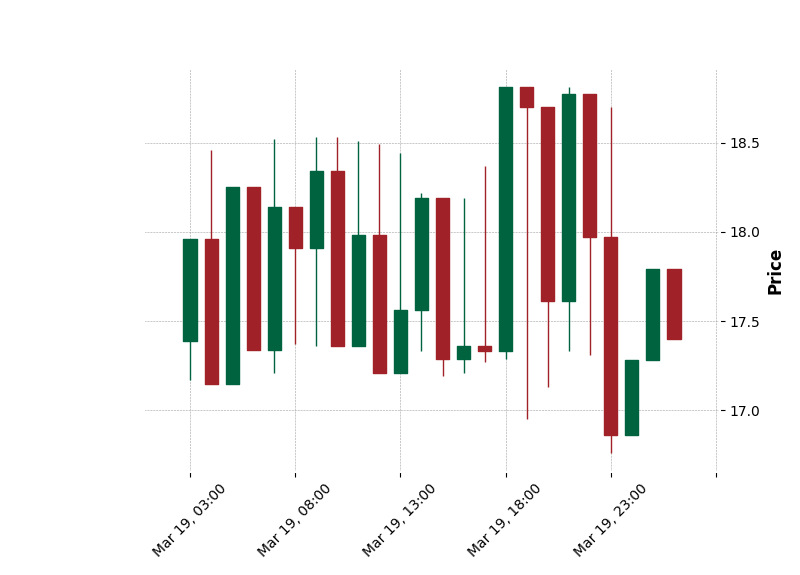 18.5
18.0
17.5
17.0
Price
Mar 19, 03:00
Mar 19, 08:00
Mar 19, 13:00
Mar 19, 18:00
Mar 19, 23:00